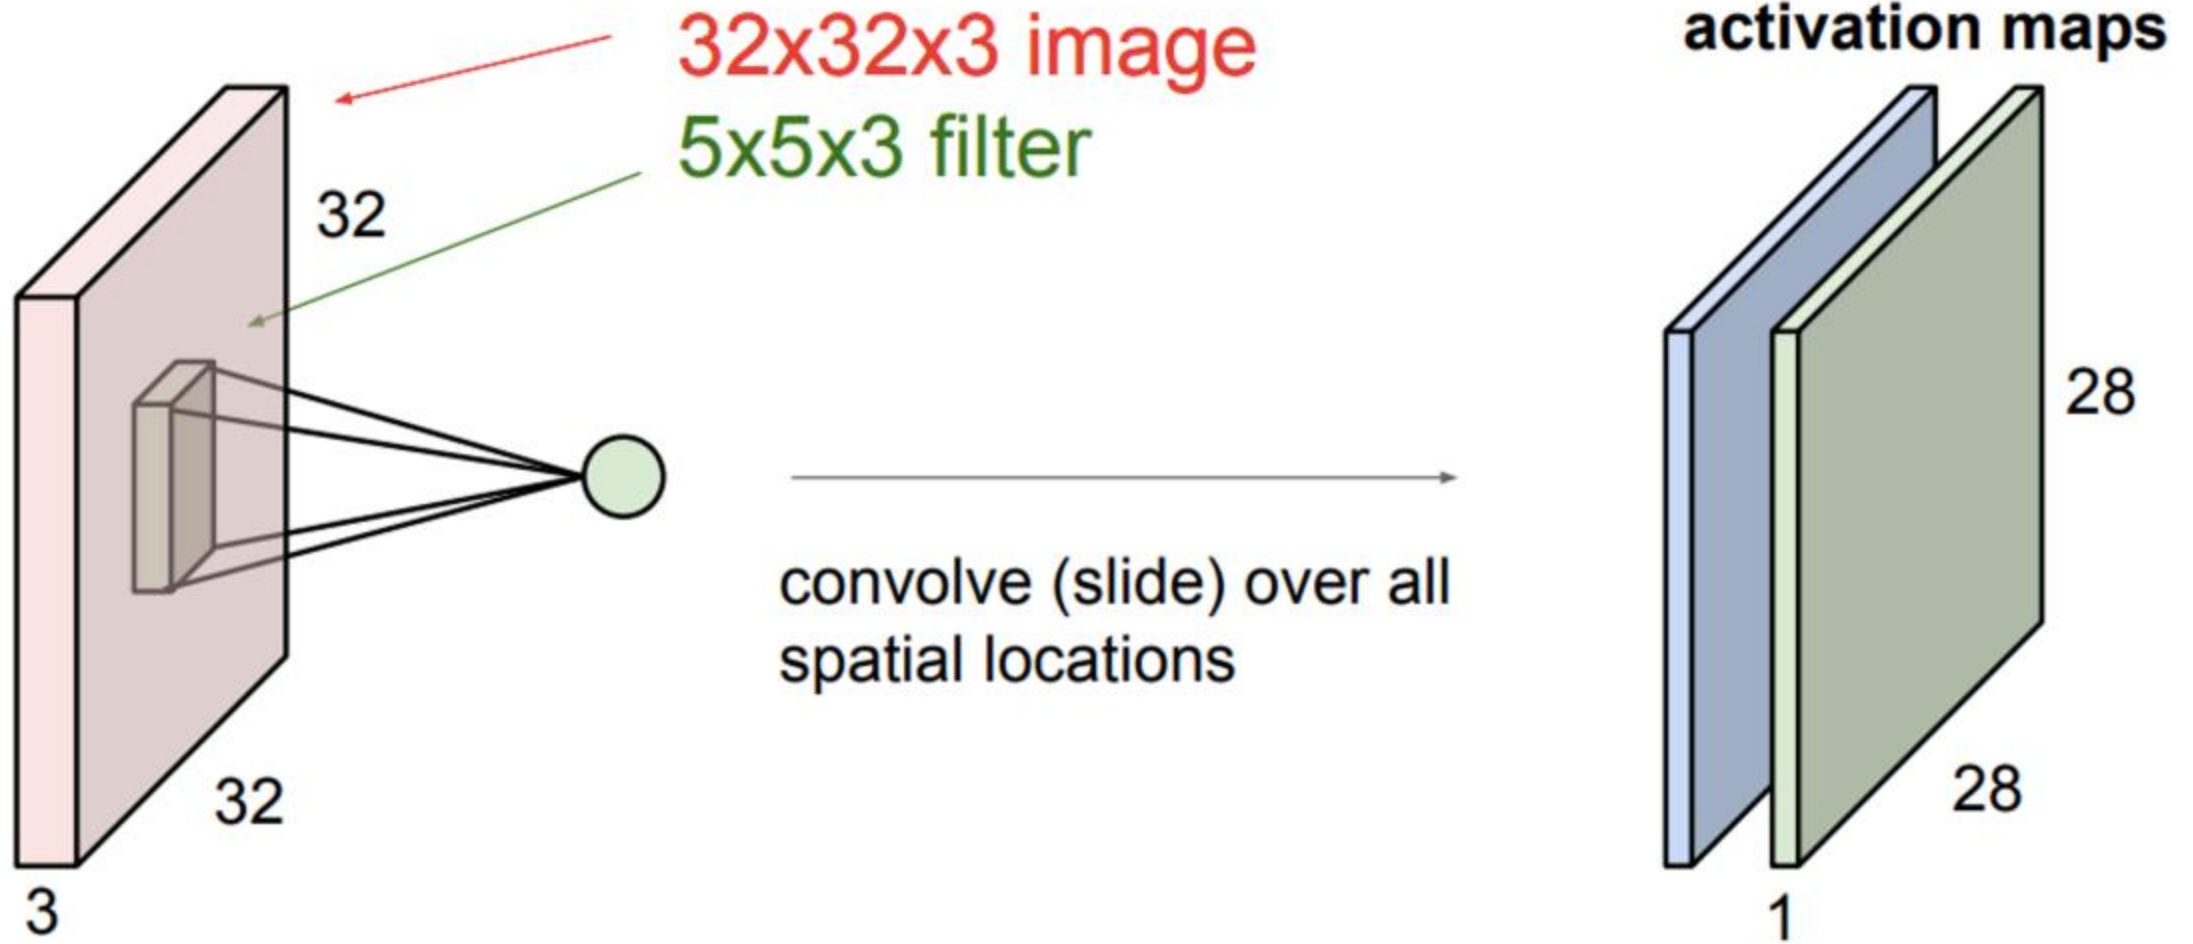 32x32x3 image
5x5x3 filter
activation maps
32
28
convolve (slide) over all
spatial locations
32
28
3
1